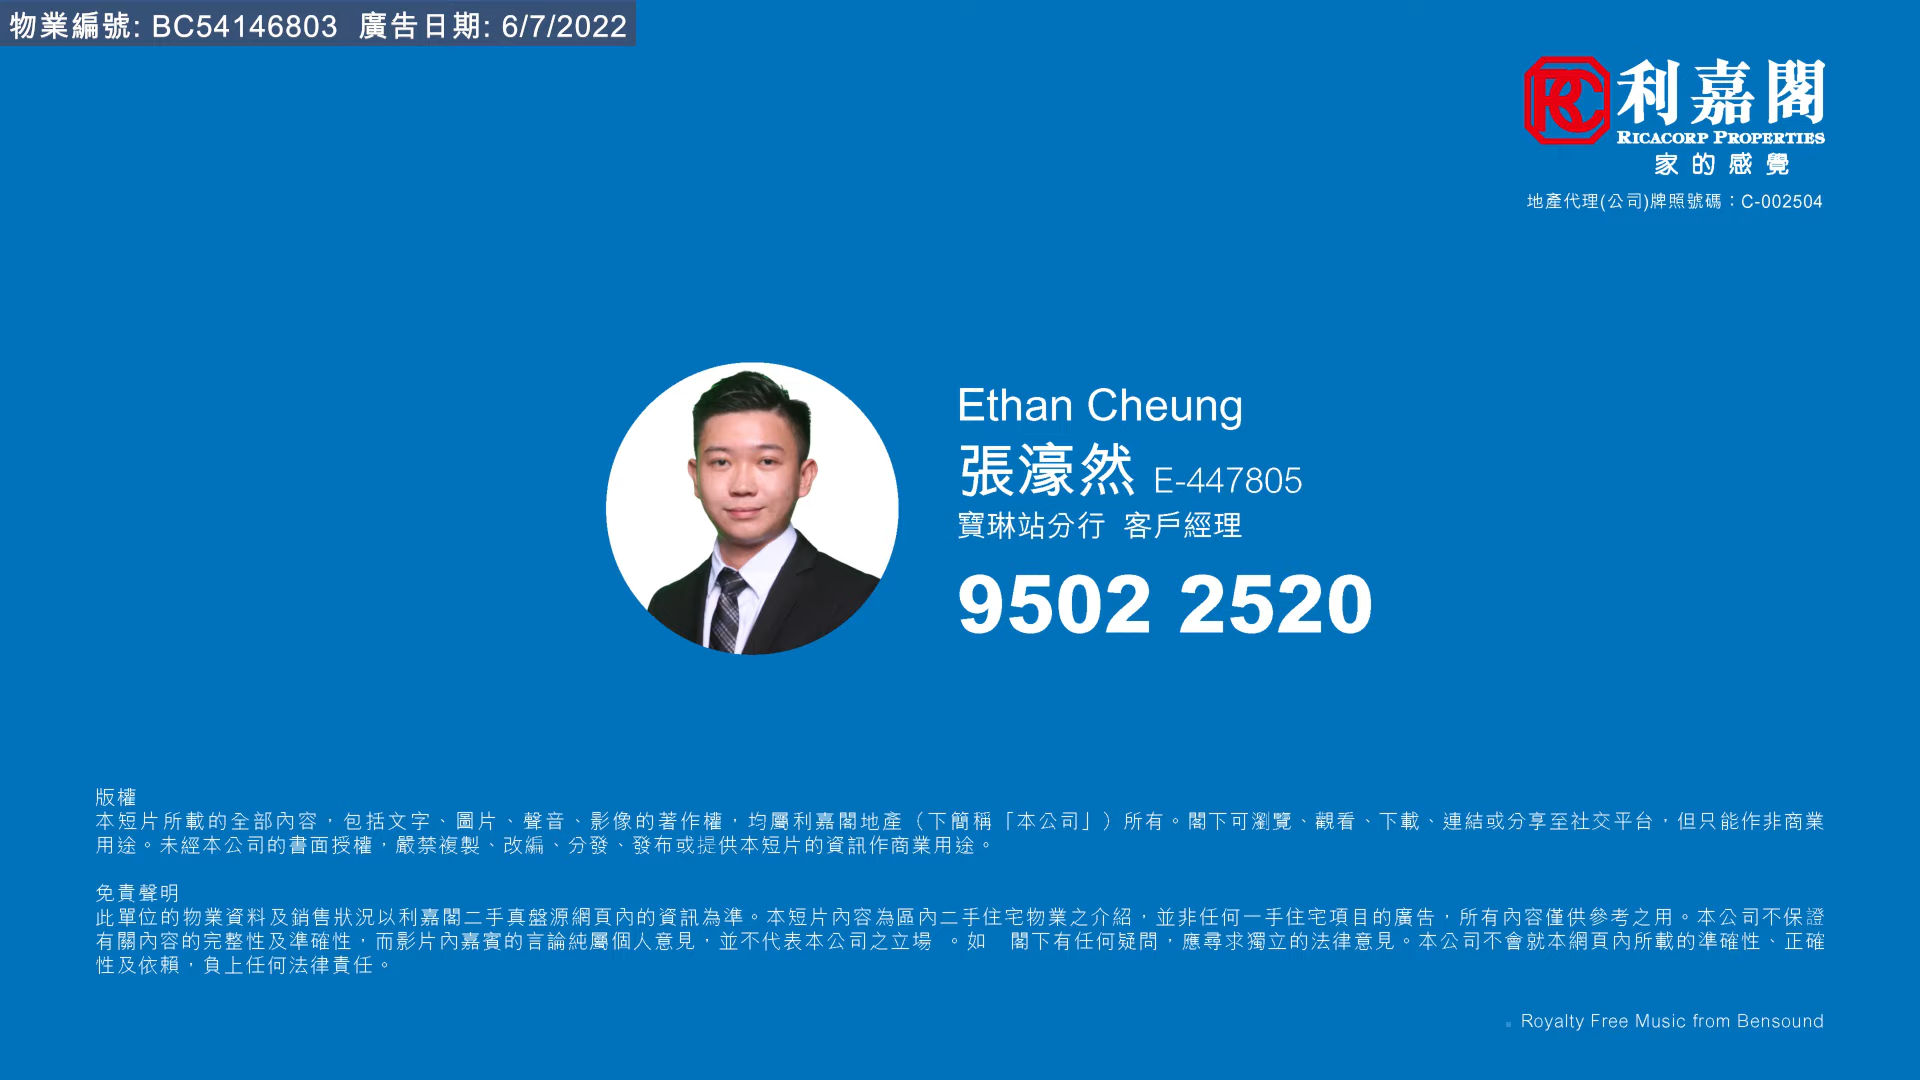 物業編號: BC54146803 廣告日期: 6/7/2022
RC 利嘉閣
RICACORP PROPERTIES
家的感覺
地產代理(公司)牌照號碼：C-002504
Ethan Cheung
張濠然 E-447805
寶琳站分行 客戶經理
9502 2520
版權
本短片所載的全部內容，包括文字、圖片、聲音、影像的著作權，均屬利嘉閣地產（下簡稱「本公司」）所有。閣下可瀏覽、觀看、下載、連結或分享至社交平台，但只能作非商業
用途。未經本公司的書面授權，嚴禁複製、改編、分發、發布或提供本短片的資訊作商業用途。
免責聲明
此單位的物業資料及銷售狀況以利嘉閣二手真盤源網頁內的資訊為準。本短片內容為區內二手住宅物業之介紹，並非任何一手住宅項目的廣告，所有內容僅供參考之用。本公司不保證
有關內容的完整性及準確性，而影片內嘉賓的言論純屬個人意見，並不代表本公司之立場 。如 閣下有任何疑問，應尋求獨立的法律意見。本公司不會就本網頁內所載的準確性、正確
性及依賴，負上任何法律責任。
Royalty Free Music from Bensound